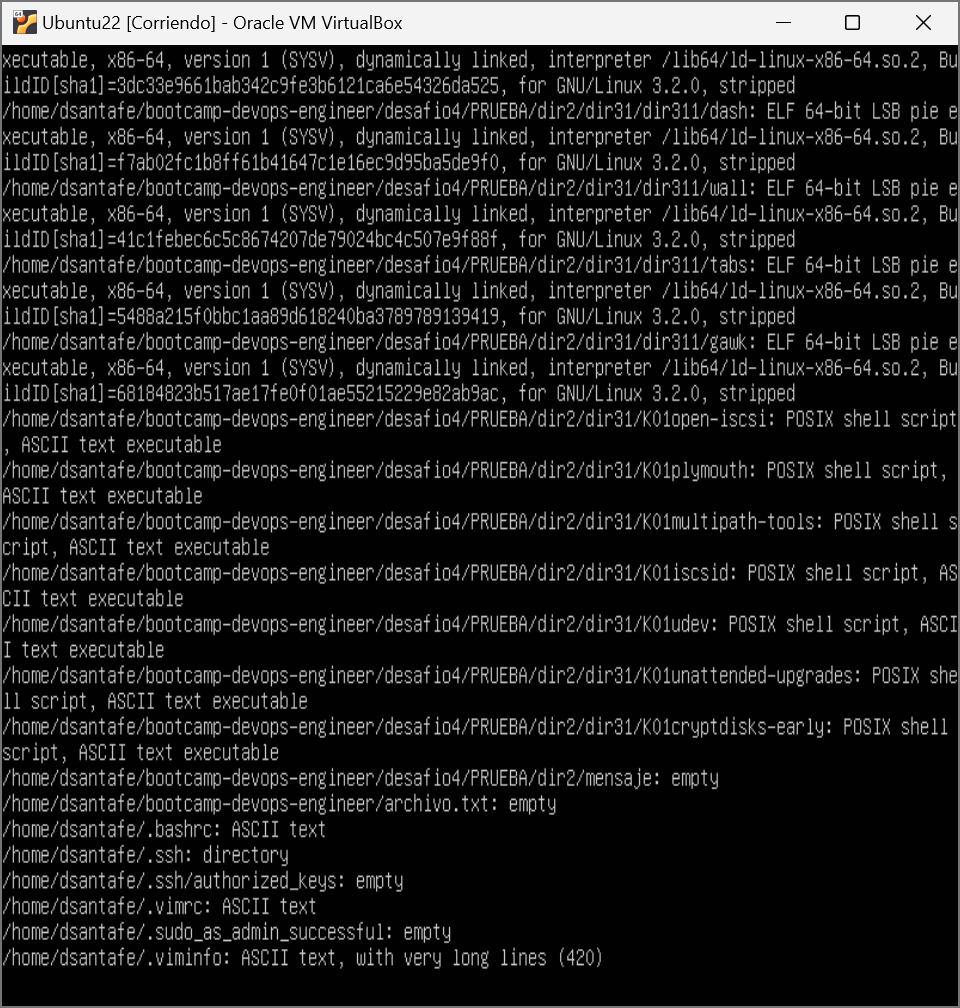 Ubuntu22 [Corriendo] - Oracle VM VirtualBox
xecutable, x86-64, version 1 (SYSV), dynamically linked, interpreter /lib64/ld-linux-x86-64.so.2, Bu
ildID[sha1]=3dc33e9661bab342c9fe3b6121ca6e54326da525, for GNU/Linux 3.2.0, stripped
/home/dsantafe/bootcamp-devops-engineer/desafio4/PRUEBA/dir2/dir31/dir311/dash: ELF 64-bit LSB pie e
xecutable, x86-64, version 1 (SYSV), dynamically linked, interpreter /lib64/ld-linux-x86-64.so.2, Bu
ildID[sha1]=f7ab02fc1b8ff61b41647c1e16ec9d95ba5de9f0, for GNU/Linux 3.2.0, stripped
/home/dsantafe/bootcamp-devops-engineer/desafio4/PRUEBA/dir2/dir31/dir311/wall: ELF 64-bit LSB pie e
xecutable, x86-64, version 1 (SYSV), dynamically linked, interpreter /lib64/ld-linux-x86-64.so.2, Bu
ildID[sha1]=41c1febec6c5c8674207de79024bc4c507e9f88f, for GNU/Linux 3.2.0, stripped
/home/dsantafe/bootcamp-devops-engineer/desafio4/PRUEBA/dir2/dir31/dir311/tabs: ELF 64-bit LSB pie e
xecutable, x86-64, version 1 (SYSV), dynamically linked, interpreter /lib64/ld-linux-x86-64.so.2, Bu
ildID[sha1]=5488a215f0bbc1aa89d618240ba3789789139419, for GNU/Linux 3.2.0, stripped
/home/dsantafe/bootcamp-devops-engineer/desafio4/PRUEBA/dir2/dir31/dir311/gawk: ELF 64-bit LSB pie e
xecutable, x86-64, version 1 (SYSV), dynamically linked, interpreter /lib64/ld-linux-x86-64.so.2, Bu
ildID[sha1]=68184823b517ae17fe0f01ae55215229e82ab9ac, for GNU/Linux 3.2.0, stripped
/home/dsantafe/bootcamp-devops-engineer/desafio4/PRUEBA/dir2/dir31/K01open-iscsi: POSIX shell script
, ASCII text executable
/home/dsantafe/bootcamp-devops-engineer/desafio4/PRUEBA/dir2/dir31/K01plymouth: POSIX shell script,
ASCII text executable
/home/dsantafe/bootcamp-devops-engineer/desafio4/PRUEBA/dir2/dir31/K01multipath-tools: POSIX shell s
cript, ASCII text executable
/home/dsantafe/bootcamp-devops-engineer/desafio4/PRUEBA/dir2/dir31/K01iscsid: POSIX shell script, AS
CII text executable
/home/dsantafe/bootcamp-devops-engineer/desafio4/PRUEBA/dir2/dir31/K01udev: POSIX shell script, ASCI
I text executable
/home/dsantafe/bootcamp-devops-engineer/desafio4/PRUEBA/dir2/dir31/K01unattended-upgrades: POSIX she
ll script, ASCII text executable
/home/dsantafe/bootcamp-devops-engineer/desafio4/PRUEBA/dir2/dir31/K01cryptdisks-early: POSIX shell
script, ASCII text executable
/home/dsantafe/bootcamp-devops-engineer/desafio4/PRUEBA/dir2/mensaje: empty
/home/dsantafe/bootcamp-devops-engineer/archivo.txt: empty
/home/dsantafe/.bashrc: ASCII text
/home/dsantafe/.ssh: directory
/home/dsantafe/.ssh/authorized_keys: empty
/home/dsantafe/.vimrc: ASCII text
/home/dsantafe/.sudo_as_admin_successful: empty
/home/dsantafe/.viminfo: ASCII text, with very long lines (420)